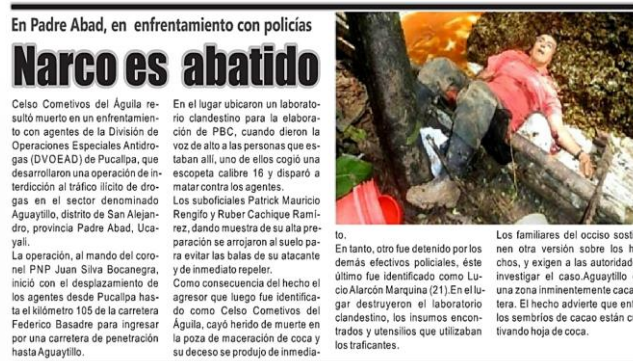 En Padre Abad, en enfrentamiento con policías
Narco es abatido
Celso Cometivos del Águila re-
sultó muerto en un enfrentamien-
to con agentes de la División de
Operaciones Especiales Antidro-
gas (DVOEAD) de Pucallpa, que
desarrollaron una operación de in-
terdicción al tráfico ilícito de dro-
gas en el sector denominado
Aguaytillo, distrito de San Alejan-
dro, provincia Padre Abad, Uca-
yali.
La operación, al mando del coro-
nel PNP Juan Silva Bocanegra,
inició con el desplazamiento de
los agentes desde Pucallpa has-
ta el kilómetro 105 de la carretera
Federico Basadre para ingresar
por una carretera de penetración
hasta Aguaytillo.
En el lugar ubicaron un laborato-
rio clandestino para la elabora-
ción de PBC, cuando dieron la
voz de alto a las personas que es-
taban allí, uno de ellos cogió una
escopeta calibre 16 y disparó a
matar contra los agentes.
Los suboficiales Patrick Mauricio
Rengifo y Ruber Cachique Ramí-
rez, dando muestra de su alta pre-
paración se arrojaron al suelo pa-
ra evitar las balas de su atacante
y de inmediato repeler.
Como consecuencia del hecho el
agresor que luego fue identifica-
do como Celso Cometivos del
Águila, cayó herido de muerte en
la poza de maceración de coca y
su deceso se produjo de inmedia-
to.
En tanto, otro fue detenido por los
demás efectivos policiales, éste
último fue identificado como Lu-
cio Alarcón Marquina (21).En el lu-
gar destruyeron el laboratorio
clandestino, los insumos encon-
trados y utensilios que utilizaban
los traficantes.
Los familiares del occiso sosti
nen otra versión sobre los h
chos, y exigen a las autoridad
investigar el caso.Aguaytillo
una zona inminentemente caca
tera. El hecho advierte que en
los sembrios de cacao están c
tivando hoja de coca.